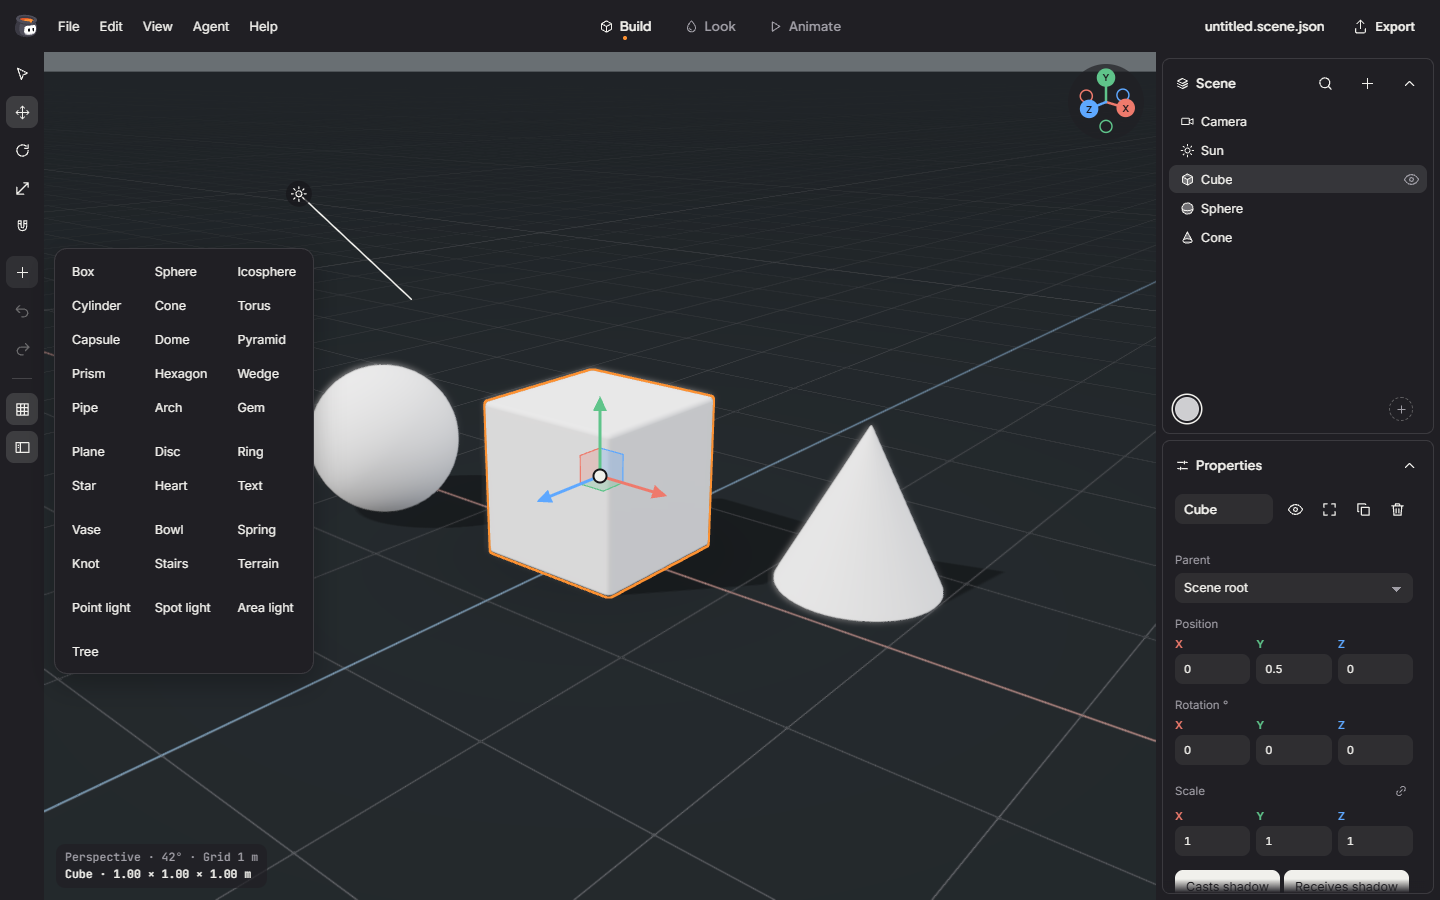 File Edit View Agent Help
Build Look Animate
untitled.scene.json Export
Box Sphere Icosphere
Cylinder Cone Torus
Capsule Dome Pyramid
Prism Hexagon Wedge
Pipe Arch Gem
Plane Disc Ring
Star Heart Text
Vase Bowl Spring
Knot Stairs Terrain
Point light Spot light Area light
Tree
Y
Z X
Perspective · 42° · Grid 1 m
Cube · 1.00 × 1.00 × 1.00 m
Scene
Camera
Sun
Cube
Sphere
Cone
Properties
Cube
Parent
Scene root
Position
X Y Z
0 0.5 0
Rotation °
X Y Z
0 0 0
Scale
X Y Z
1 1 1
Casts shadow Receives shadow